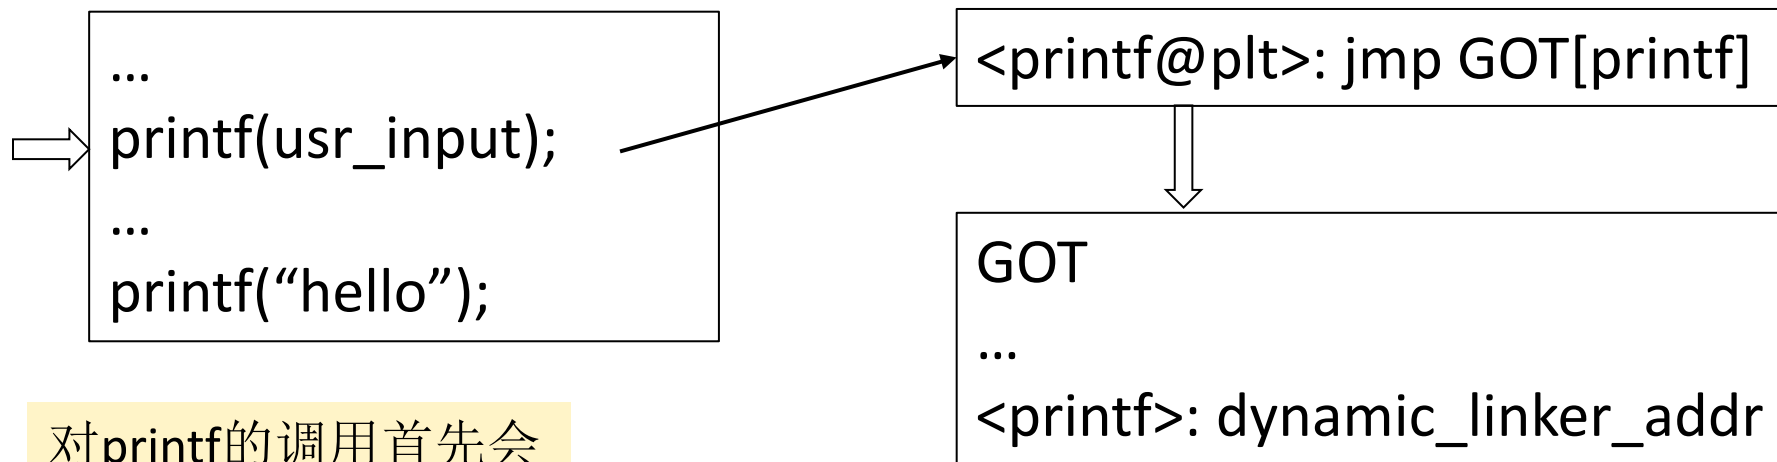 …
printf(usr_input);
…
printf(“hello”);
<printf@plt>: jmp GOT[printf]
GOT
…
<printf>: dynamic_linker_addr
对printf的调用首先会